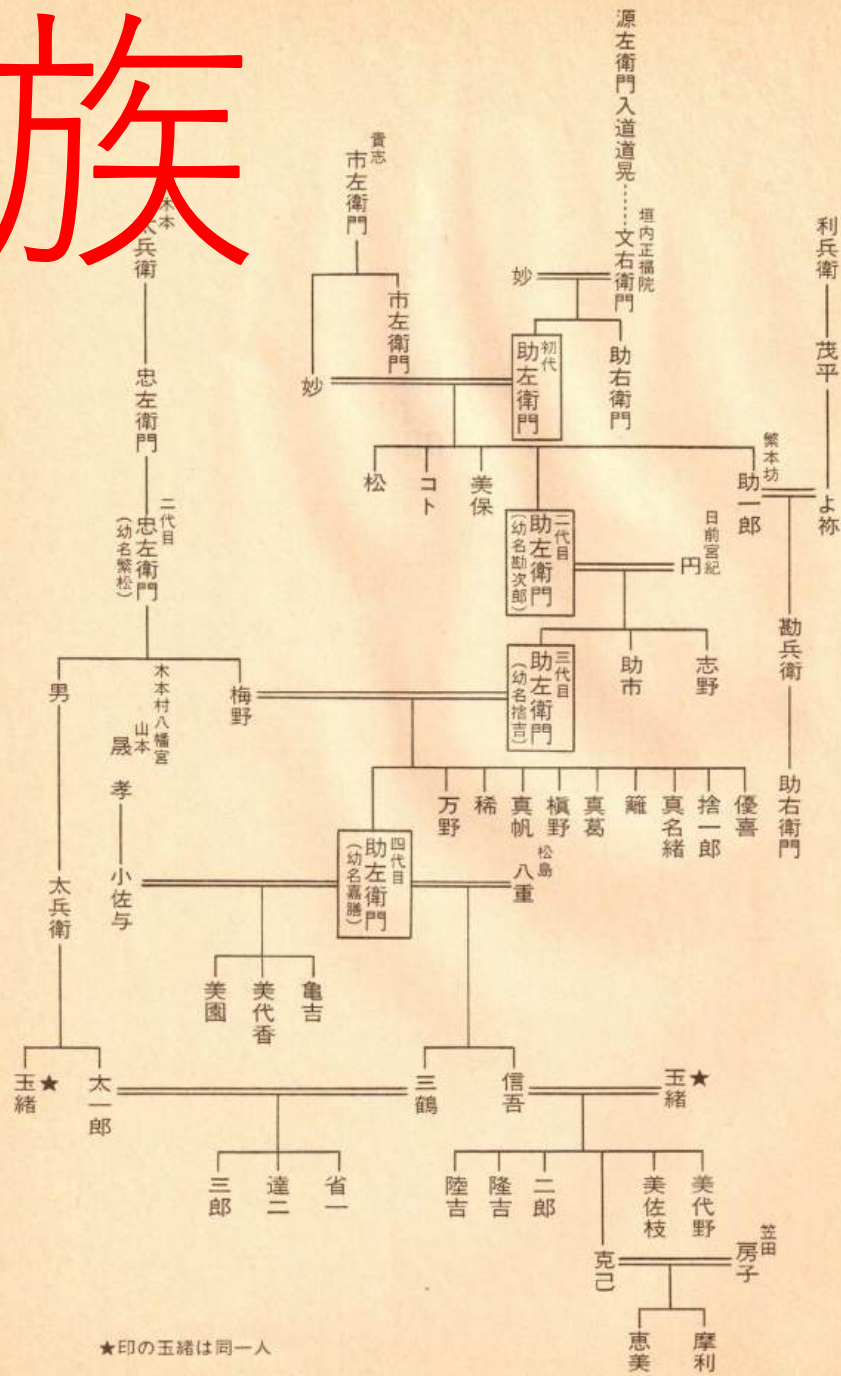 族
源左衛門入道道晃
垣内正福院
文右衛門
妙
利兵衛
茂平
よ祢
貴志
市左衛門
市左衛門
妙
初代
助左衛門
助右衛門
木本
太兵衛
忠左衛門
二代目
忠左衛門
(幼名繁松)
繁本坊
助一郎
美保
コト
松
二代目
助左衛門
(幼名勘次郎)
日前宮紀
円
勘兵衛
助右衛門
志野
助市
三代目
助左衛門
(幼名捨吉)
梅野
男
木本村八幡宮
山本
晟孝
小佐与
優喜
捨一郎
真名緒
籬
真葛
槇野
真帆
稀
万野
松島
八重
四代目
助左衛門
(幼名嘉膳)
太兵衛
亀吉
美代香
美園
玉緒★
信吾
三鶴
太一郎
玉緒★
美代野
美佐枝
克己
二郎
隆吉
陸吉
省一
達二
三郎
笠田
房子
摩利
恵美
★印の玉緒は同一人